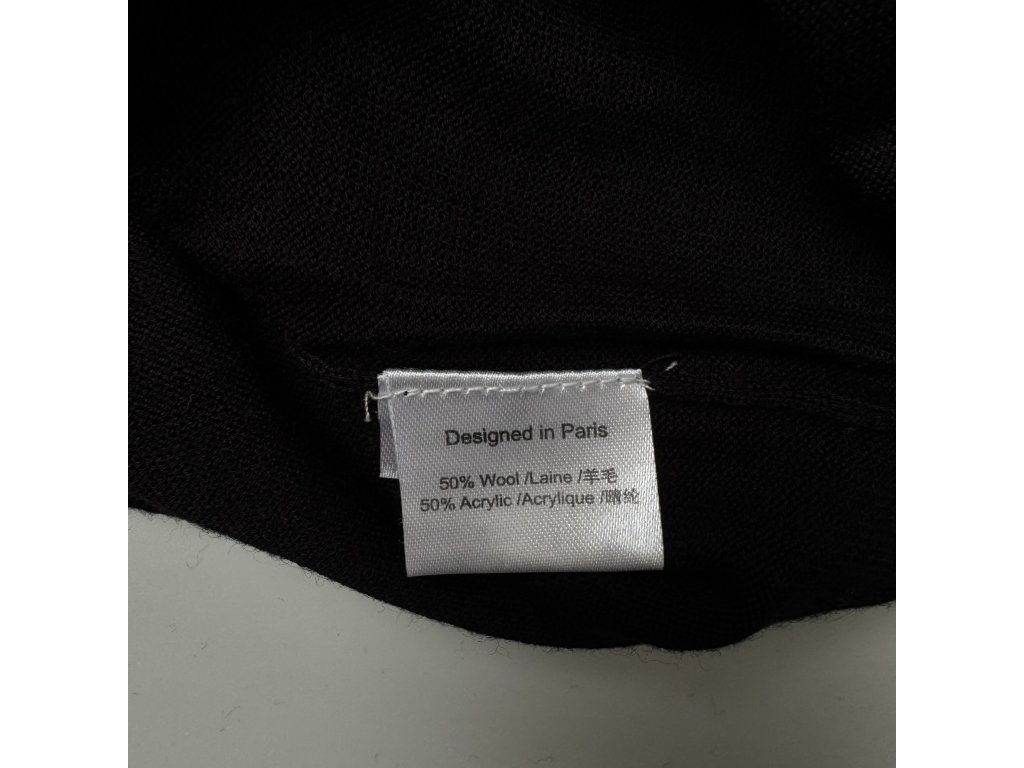 Designed in Paris
50% Wool /Laine /羊毛
50% Acrylic /Acrylique /腈纶